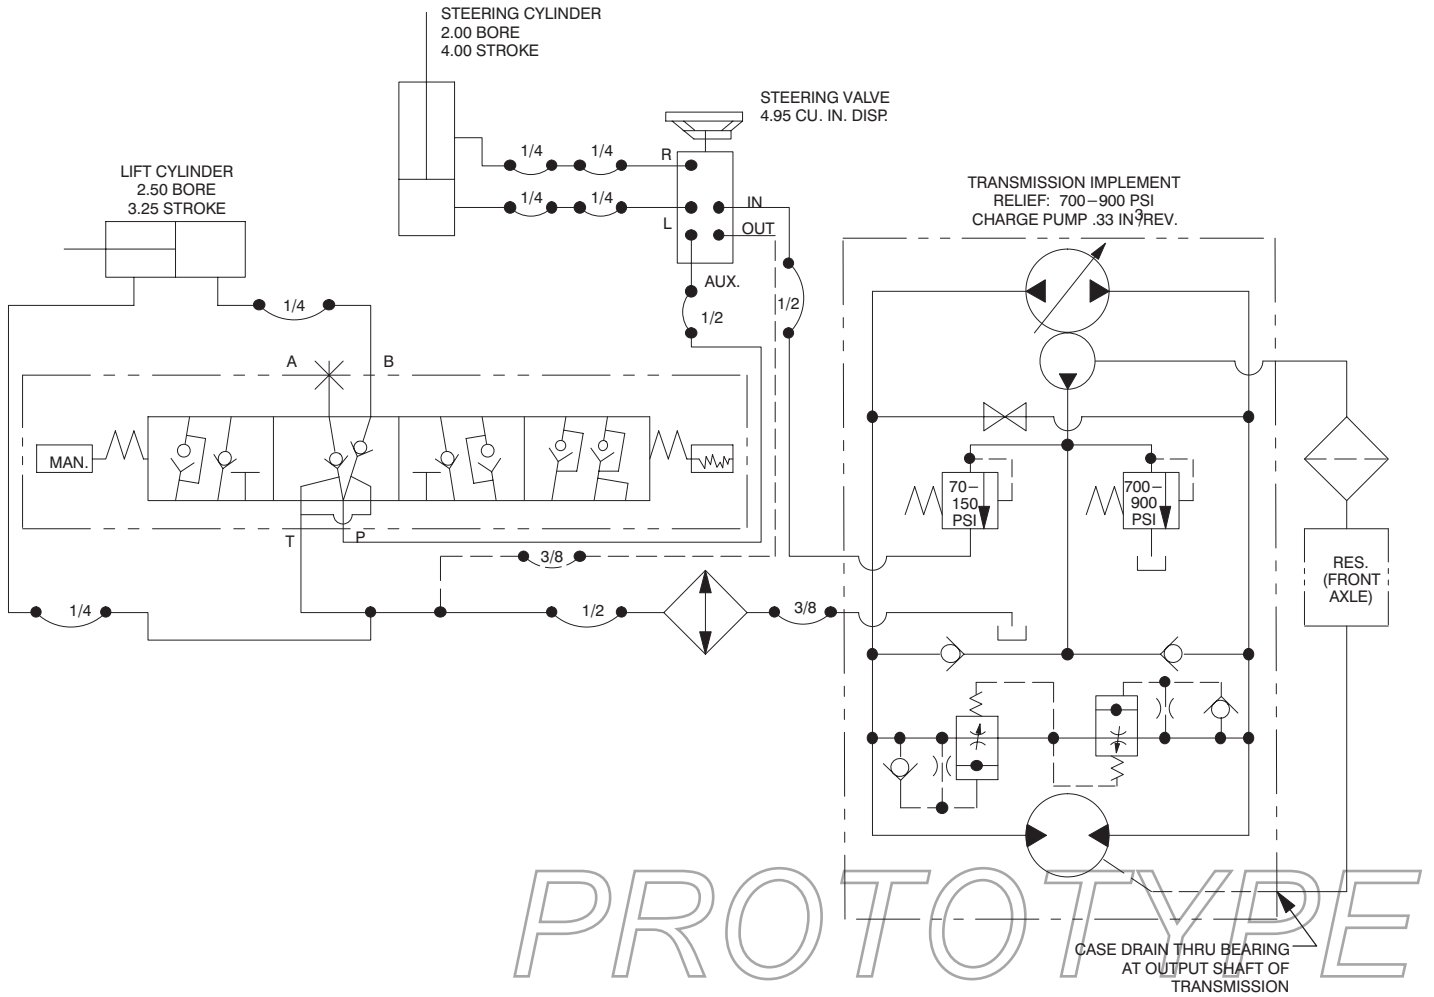 STEERING CYLINDER
2.00 BORE
4.00 STROKE
STEERING VALVE
4.95 CU. IN. DISP.
LIFT CYLINDER
2.50 BORE
3.25 STROKE
1/4
1/4
R
1/4
1/4
L
IN
OUT
AUX.
1/2
1/2
TRANSMISSION IMPLEMENT
RELIEF: 700–900 PSI
CHARGE PUMP .33 IN³/REV.
1/4
A
B
MAN.
T
P
3/8
1/4
1/2
3/8
70–
150
PSI
700–
900
PSI
RES.
(FRONT
AXLE)
PROTOTYPE
CASE DRAIN THRU BEARING
AT OUTPUT SHAFT OF
TRANSMISSION